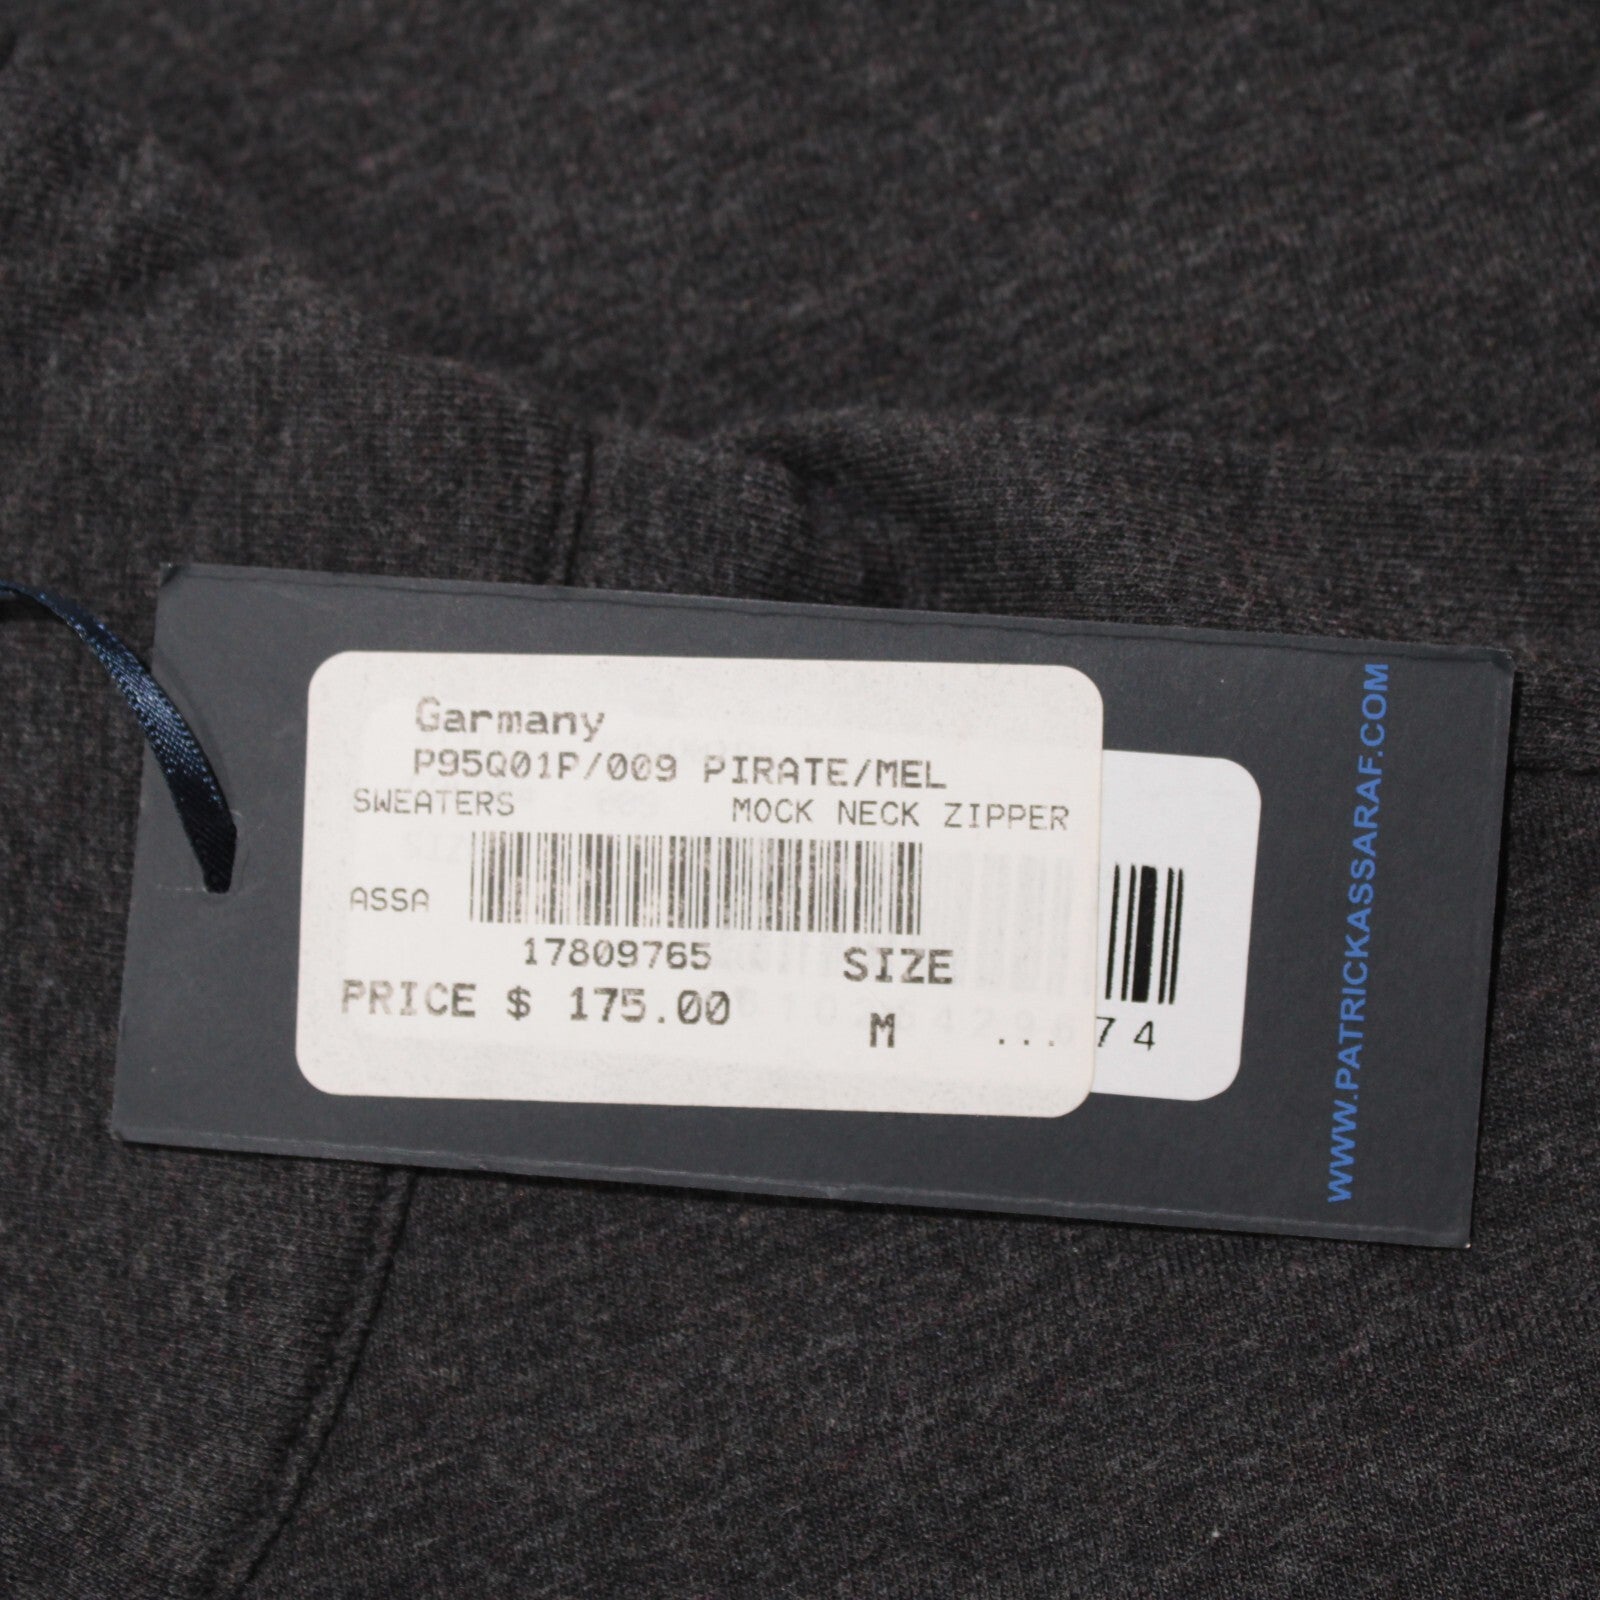 Garmany
P95Q01P/009 PIRATE/MEL
SWEATERS MOCK NECK ZIPPER
ASSA
17809765 SIZE
PRICE $ 175.00 M ...
74
WWW.PATRICKASSARAF.COM